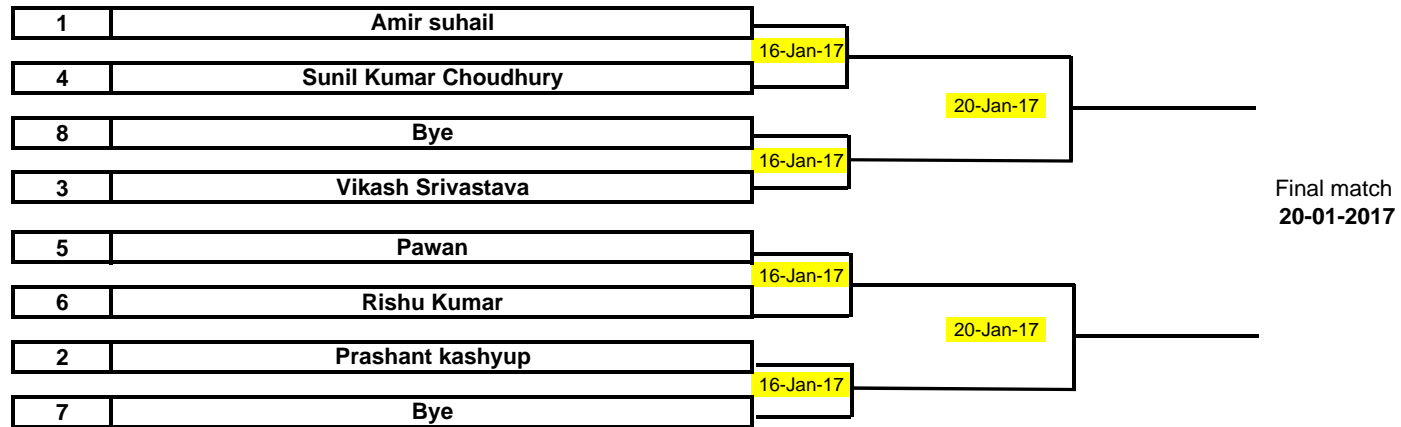 1 Amir suhail
16-Jan-17
4 Sunil Kumar Choudhury
20-Jan-17
8 Bye
16-Jan-17
3 Vikash Srivastava
Final match
20-01-2017
5 Pawan
16-Jan-17
6 Rishu Kumar
20-Jan-17
2 Prashant kashyup
16-Jan-17
7 Bye